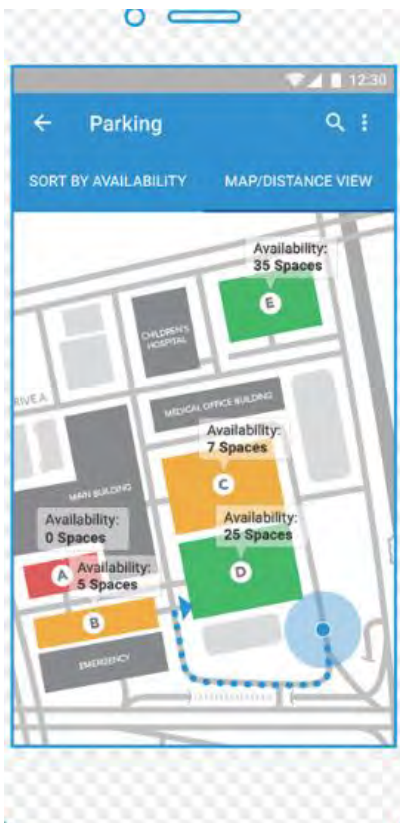 12:30
Parking
SORT BY AVAILABILITY
MAP/DISTANCE VIEW
Availability:
35 Spaces
E
CHILDREN'S
HOSPITAL
RIVE A
MEDICAL OFFICE BUILDING
Availability:
7 Spaces
C
MAIN BUILDING
Availability:
0 Spaces
Availability:
25 Spaces
A
Availability:
5 Spaces
D
B
EMERGENCY